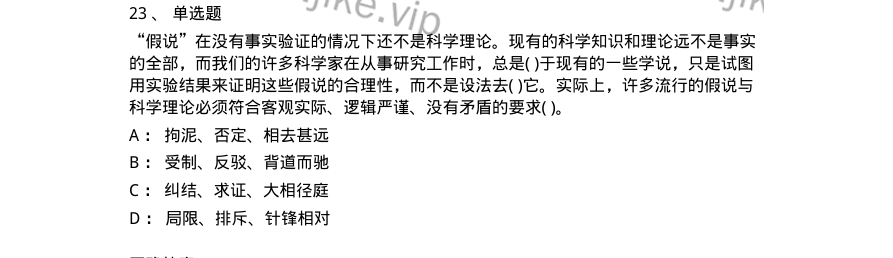 jike.vip
23 、 单选题
“假说”在没有事实验证的情况下还不是科学理论。现有的科学知识和理论远不是事实
的全部，而我们的许多科学家在从事研究工作时，总是( )于现有的一些学说，只是试图
用实验结果来证明这些假说的合理性，而不是设法去( )它。实际上，许多流行的假说与
科学理论必须符合客观实际、逻辑严谨、没有矛盾的要求( )。
A ： 拘泥、否定、相去甚远
B ： 受制、反驳、背道而驰
C ： 纠结、求证、大相径庭
D ： 局限、排斥、针锋相对